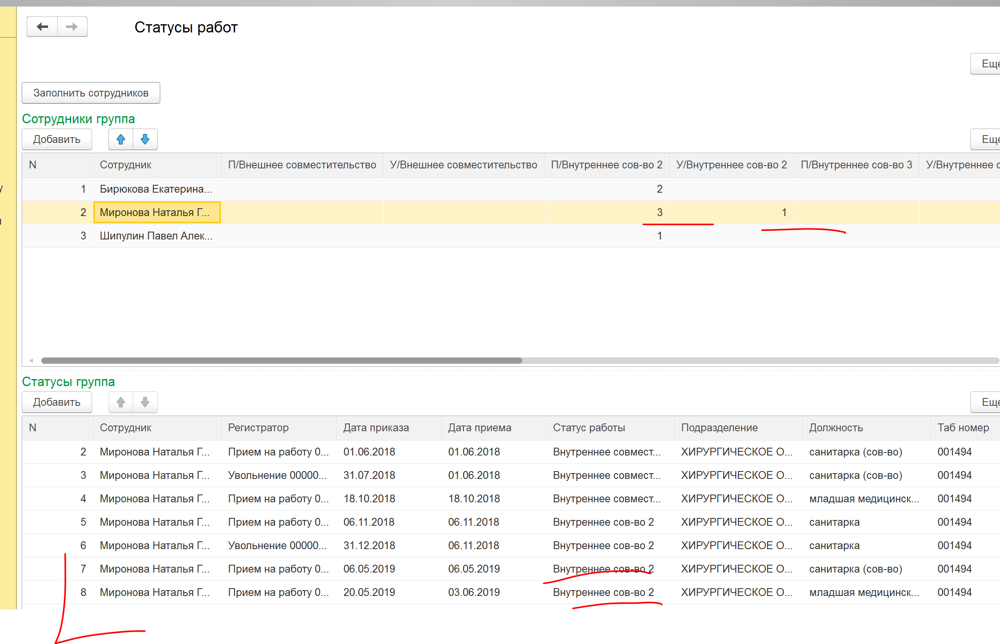 Статусы работ
Еще
Заполнить сотрудников
Сотрудники группа
Добавить Еще
N Сотрудник П/Внешнее совместительство У/Внешнее совместительство П/Внутреннее сов-во 2 У/Внутреннее сов-во 2 П/Внутреннее сов-во 3 У/Внутреннее с
1 Бирюкова Екатерина... 2
2 Миронова Наталья Г... 3 1
3 Шипулин Павел Алек... 1
Статусы группа
Добавить Еще
N Сотрудник Регистратор Дата приказа Дата приема Статус работы Подразделение Должность Таб номер
2 Миронова Наталья Г... Прием на работу 0... 01.06.2018 01.06.2018 Внутреннее совмест... ХИРУРГИЧЕСКОЕ О... санитарка (сов-во) 001494
3 Миронова Наталья Г... Увольнение 00000... 31.07.2018 01.06.2018 Внутреннее совмест... ХИРУРГИЧЕСКОЕ О... санитарка (сов-во) 001494
4 Миронова Наталья Г... Прием на работу 0... 18.10.2018 18.10.2018 Внутреннее совмест... ХИРУРГИЧЕСКОЕ О... младшая медицинск... 001494
5 Миронова Наталья Г... Прием на работу 0... 06.11.2018 06.11.2018 Внутреннее сов-во 2 ХИРУРГИЧЕСКОЕ О... санитарка 001494
6 Миронова Наталья Г... Увольнение 00000... 31.12.2018 06.11.2018 Внутреннее сов-во 2 ХИРУРГИЧЕСКОЕ О... санитарка 001494
7 Миронова Наталья Г... Прием на работу 0... 06.05.2019 06.05.2019 Внутреннее сов-во 2 ХИРУРГИЧЕСКОЕ О... санитарка (сов-во) 001494
8 Миронова Наталья Г... Прием на работу 0... 20.05.2019 03.06.2019 Внутреннее сов-во 2 ХИРУРГИЧЕСКОЕ О... младшая медицинск... 001494